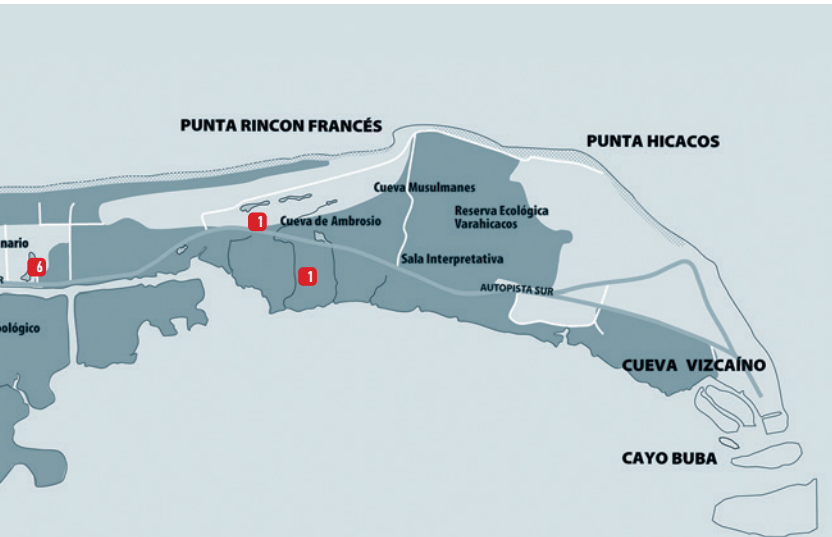 PUNTA RINCON FRANCÉS
PUNTA HICACOS
Cueva Musulmanes
Reserva Ecológica
Varahicacos
1
Cueva de Ambrosio
nario
Sala Interpretativa
6
1
R
AUTOPISTA SUR
ológico
CUEVA VIZCAÍNO
CAYO BUBA